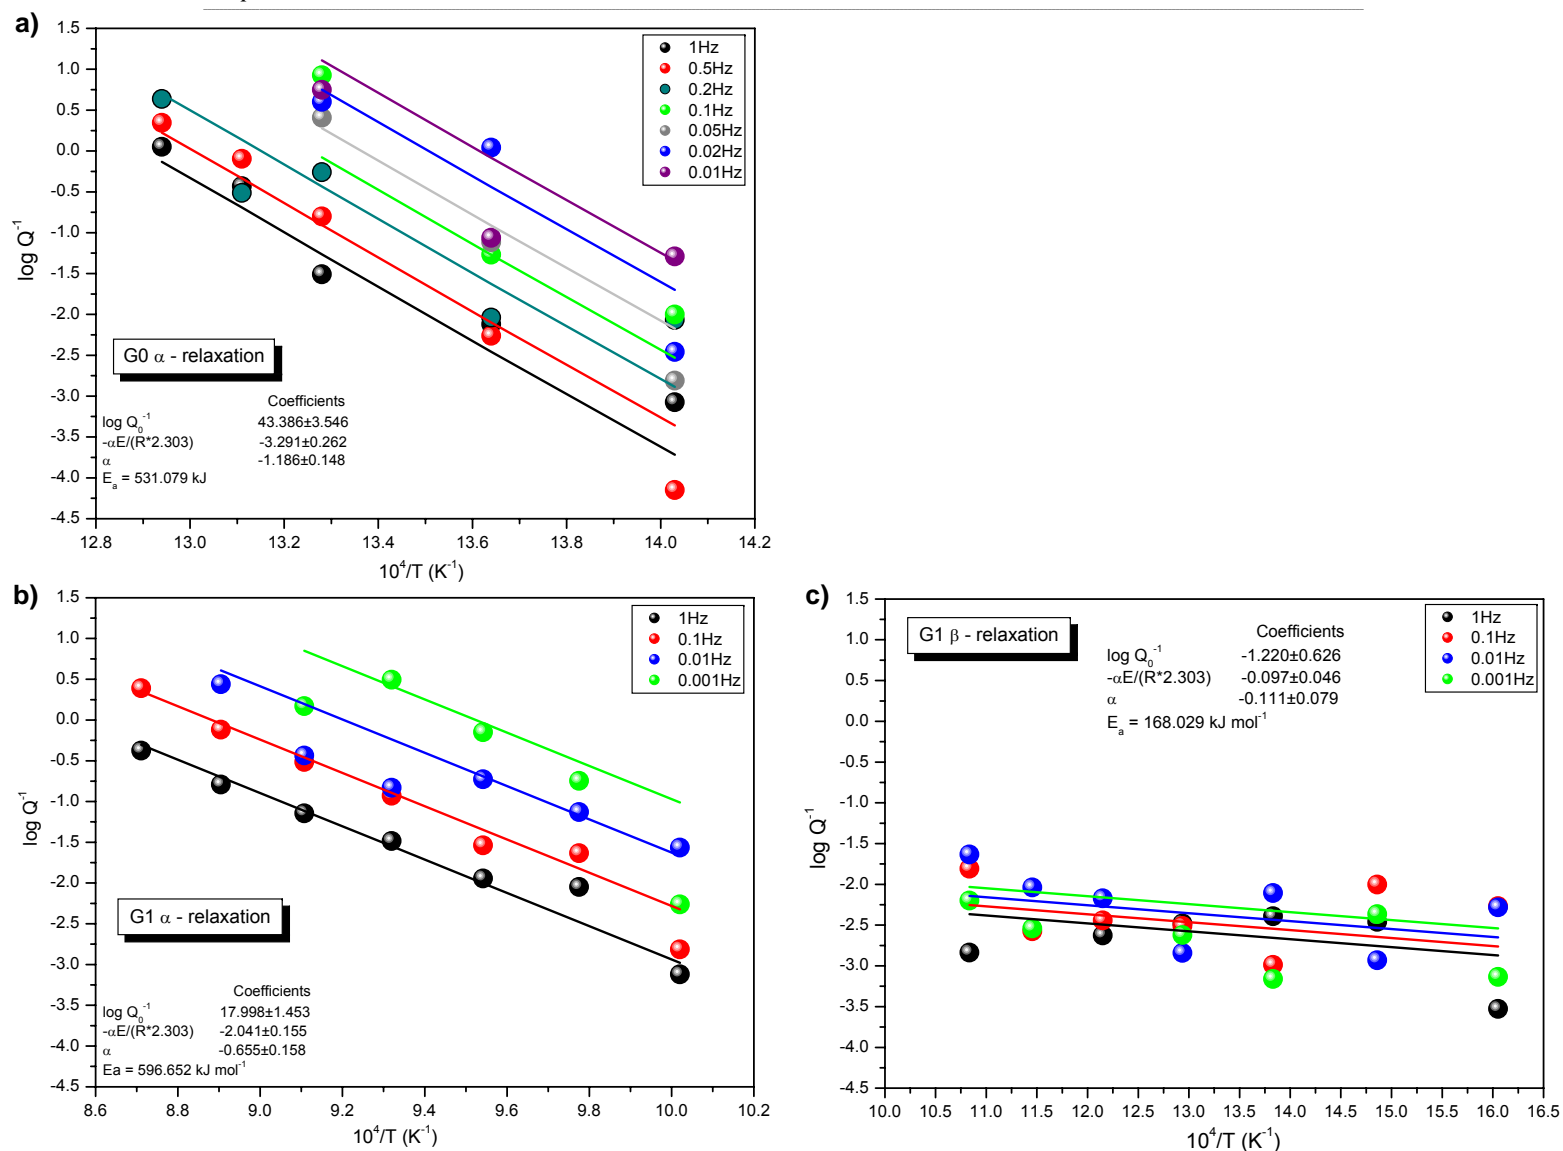 a)
1.5
1.0
0.5
0.0
-0.5
-1.0
-1.5
-2.0
-2.5
-3.0
-3.5
-4.0
-4.5
log Q⁻¹
1Hz
0.5Hz
0.2Hz
0.1Hz
0.05Hz
0.02Hz
0.01Hz
G0 α - relaxation
Coefficients
log Q₀⁻¹ 43.386±3.546
-αE/(R*2.303) -3.291±0.262
α -1.186±0.148
Eₐ = 531.079 kJ
12.8 13.0 13.2 13.4 13.6 13.8 14.0 14.2
10⁴/T (K⁻¹)
b)
1.5
1.0
0.5
0.0
-0.5
-1.0
-1.5
-2.0
-2.5
-3.0
-3.5
-4.0
-4.5
log Q⁻¹
1Hz
0.1Hz
0.01Hz
0.001Hz
G1 α - relaxation
Coefficients
log Q₀⁻¹ 17.998±1.453
-αE/(R*2.303) -2.041±0.155
α -0.655±0.158
Ea = 596.652 kJ mol⁻¹
8.6 8.8 9.0 9.2 9.4 9.6 9.8 10.0 10.2
10⁴/T (K⁻¹)
c)
1.5
1.0
0.5
0.0
-0.5
-1.0
-1.5
-2.0
-2.5
-3.0
-3.5
-4.0
-4.5
log Q⁻¹
G1 β - relaxation
Coefficients
log Q₀⁻¹ -1.220±0.626
-αE/(R*2.303) -0.097±0.046
α -0.111±0.079
Eₐ = 168.029 kJ mol⁻¹
1Hz
0.1Hz
0.01Hz
0.001Hz
10.0 10.5 11.0 11.5 12.0 12.5 13.0 13.5 14.0 14.5 15.0 15.5 16.0 16.5
10⁴/T (K⁻¹)